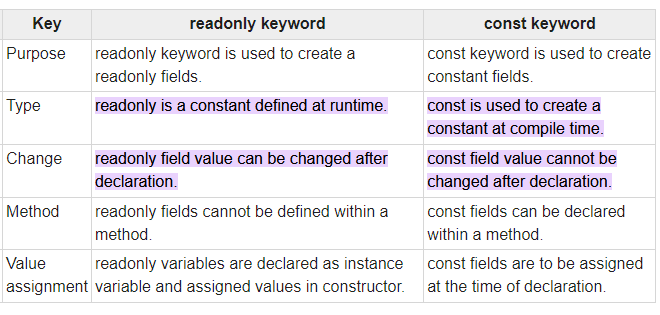 Key readonly keyword const keyword
Purpose readonly keyword is used to create a const keyword is used to create
readonly fields. constant fields.
Type readonly is a constant defined at runtime. const is used to create a
constant at compile time.
Change readonly field value can be changed after const field value cannot be
declaration. changed after declaration.
Method readonly fields cannot be defined within a const fields can be declared
method. within a method.
Value readonly variables are declared as instance const fields are to be assigned
assignment variable and assigned values in constructor. at the time of declaration.